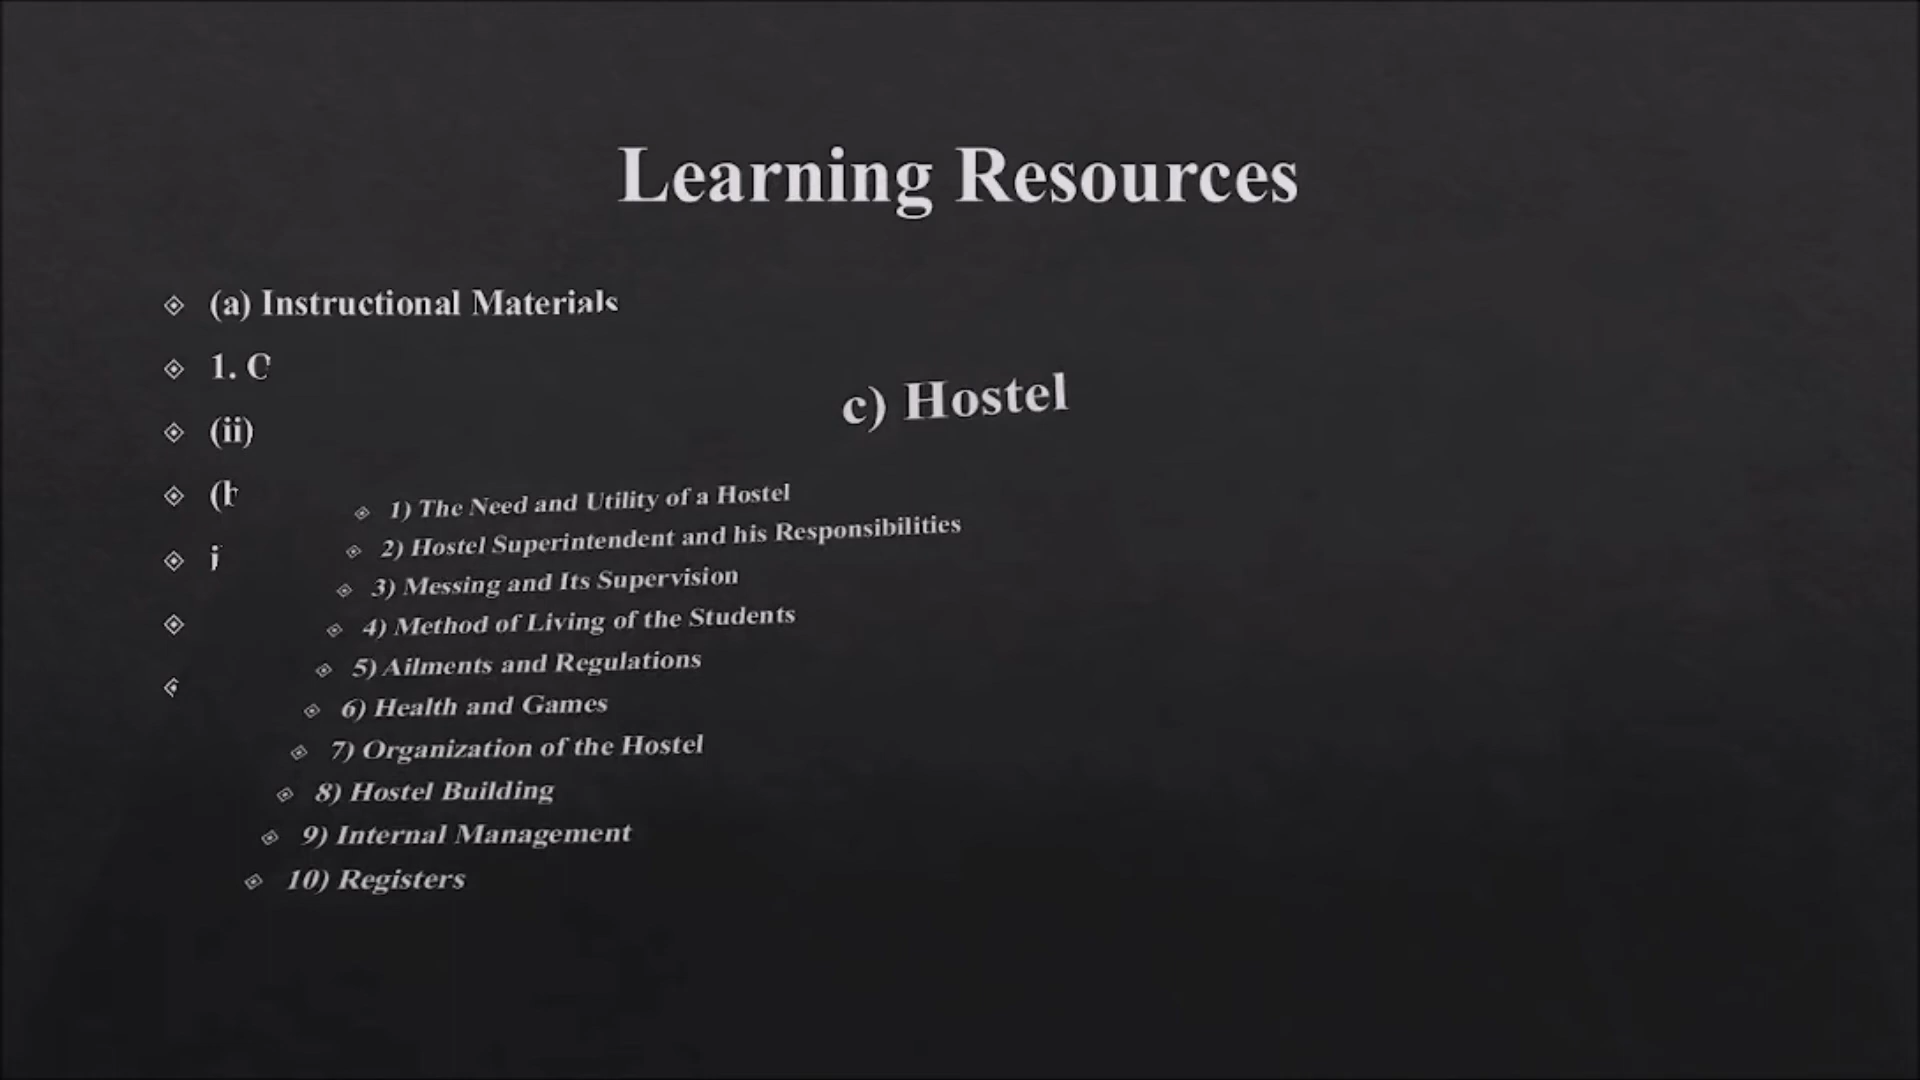 Learning Resources
(a) Instructional Materials
1.
(ii)
c) Hostel
1) The Need and Utility of a Hostel
2) Hostel Superintendent and his Responsibilities
3) Messing and Its Supervision
4) Method of Living of the Students
5) Ailments and Regulations
6) Health and Games
7) Organization of the Hostel
8) Hostel Building
9) Internal Management
10) Registers